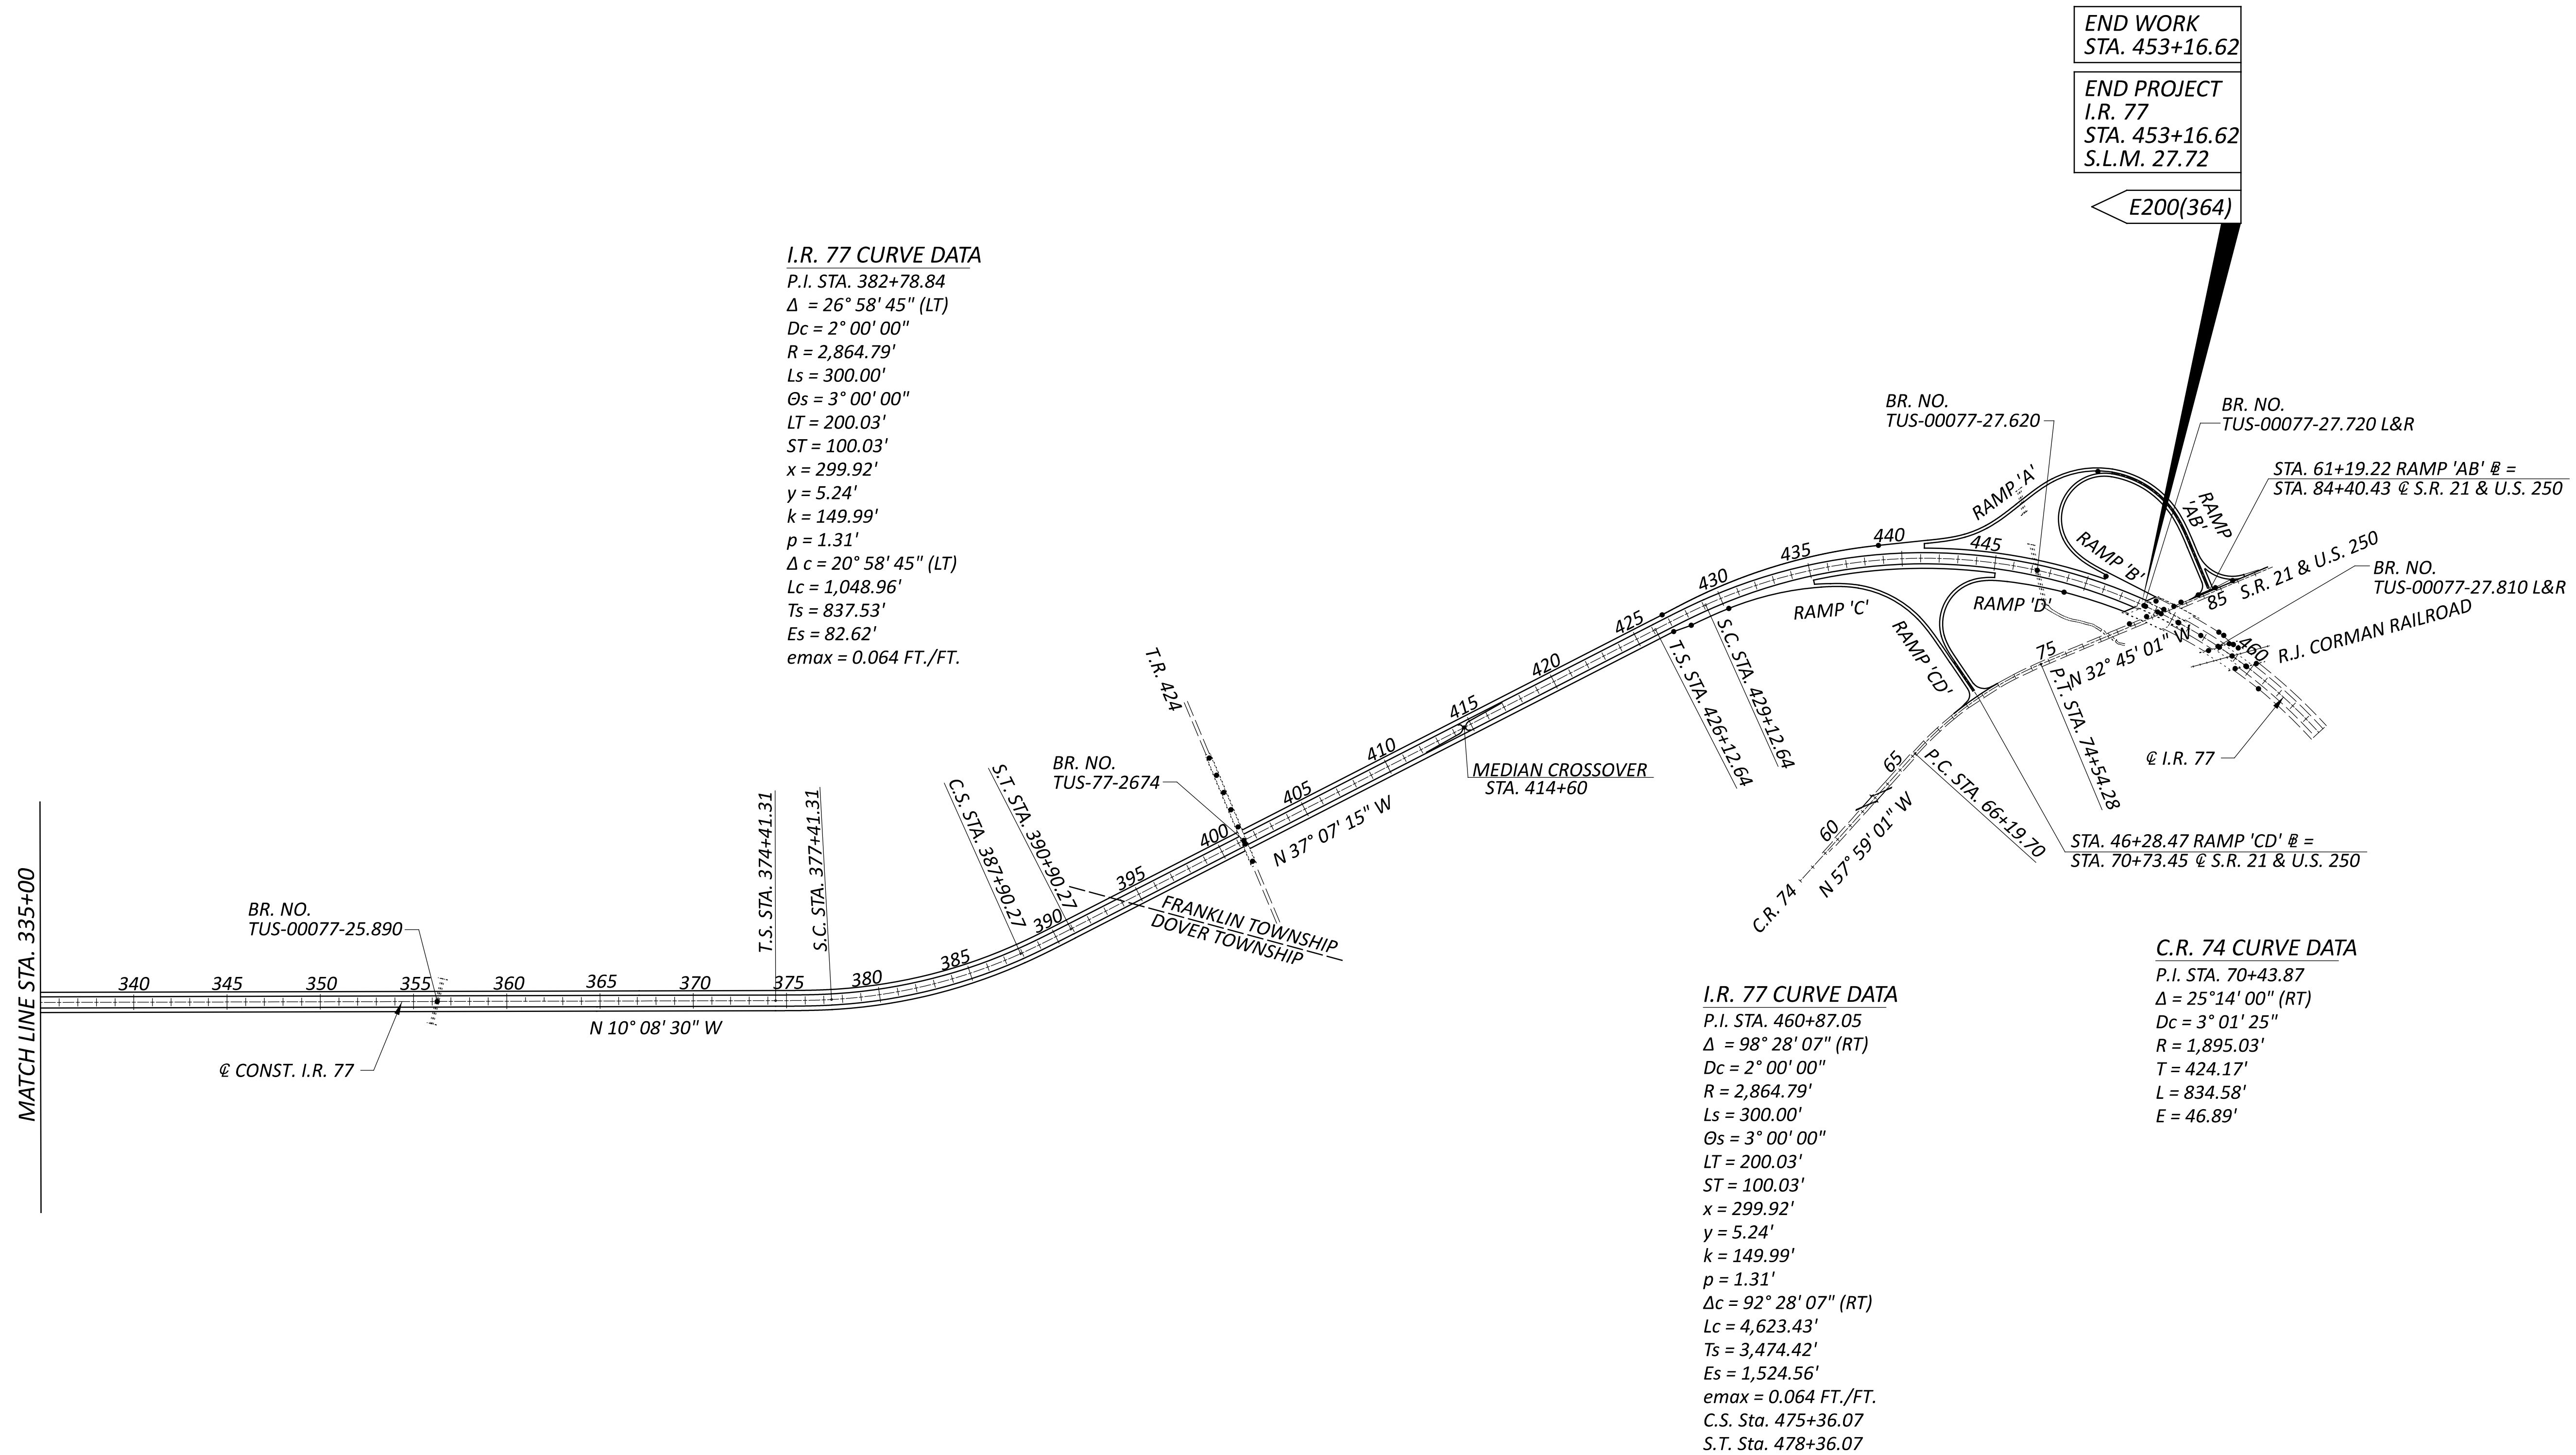 END WORK
STA. 453+16.62
END PROJECT
I.R. 77
STA. 453+16.62
S.L.M. 27.72
E200(364)
I.R. 77 CURVE DATA
P.I. STA. 382+78.84
Δ = 26° 58' 45" (LT)
Dc = 2° 00' 00"
R = 2,864.79'
Ls = 300.00'
Θs = 3° 00' 00"
LT = 200.03'
ST = 100.03'
x = 299.92'
y = 5.24'
k = 149.99'
p = 1.31'
Δ c = 20° 58' 45" (LT)
Lc = 1,048.96'
Ts = 837.53'
Es = 82.62'
emax = 0.064 FT./FT.
MATCH LINE STA. 335+00
BR. NO.
TUS-00077-25.890
℄ CONST. I.R. 77
340
345
350
355
360
365
370
375
380
385
390
395
400
405
410
415
420
425
430
435
440
445
460
N 10° 08' 30" W
T.S. STA. 374+41.31
S.C. STA. 377+41.31
C.S. STA. 387+90.27
S.T. STA. 390+90.27
FRANKLIN TOWNSHIP
DOVER TOWNSHIP
T.R. 424
BR. NO.
TUS-77-2674
N 37° 07' 15" W
MEDIAN CROSSOVER
STA. 414+60
T.S. STA. 426+12.64
S.C. STA. 429+12.64
BR. NO.
TUS-00077-27.620
BR. NO.
TUS-00077-27.720 L&R
STA. 61+19.22 RAMP 'AB' ⅊ =
STA. 84+40.43 ℄ S.R. 21 & U.S. 250
RAMP 'A'
RAMP
'AB'
RAMP 'B'
RAMP 'C'
RAMP 'D'
RAMP 'CD'
S.R. 21 & U.S. 250
BR. NO.
TUS-00077-27.810 L&R
R.J. CORMAN RAILROAD
85
75
65
60
N 32° 45' 01" W
P.T. STA. 74+54.28
P.C. STA. 66+19.70
N 57° 59' 01" W
C.R. 74
℄ I.R. 77
STA. 46+28.47 RAMP 'CD' ⅊ =
STA. 70+73.45 ℄ S.R. 21 & U.S. 250
I.R. 77 CURVE DATA
P.I. STA. 460+87.05
Δ = 98° 28' 07" (RT)
Dc = 2° 00' 00"
R = 2,864.79'
Ls = 300.00'
Θs = 3° 00' 00"
LT = 200.03'
ST = 100.03'
x = 299.92'
y = 5.24'
k = 149.99'
p = 1.31'
Δc = 92° 28' 07" (RT)
Lc = 4,623.43'
Ts = 3,474.42'
Es = 1,524.56'
emax = 0.064 FT./FT.
C.S. Sta. 475+36.07
S.T. Sta. 478+36.07
C.R. 74 CURVE DATA
P.I. STA. 70+43.87
Δ = 25°14' 00" (RT)
Dc = 3° 01' 25"
R = 1,895.03'
T = 424.17'
L = 834.58'
E = 46.89'